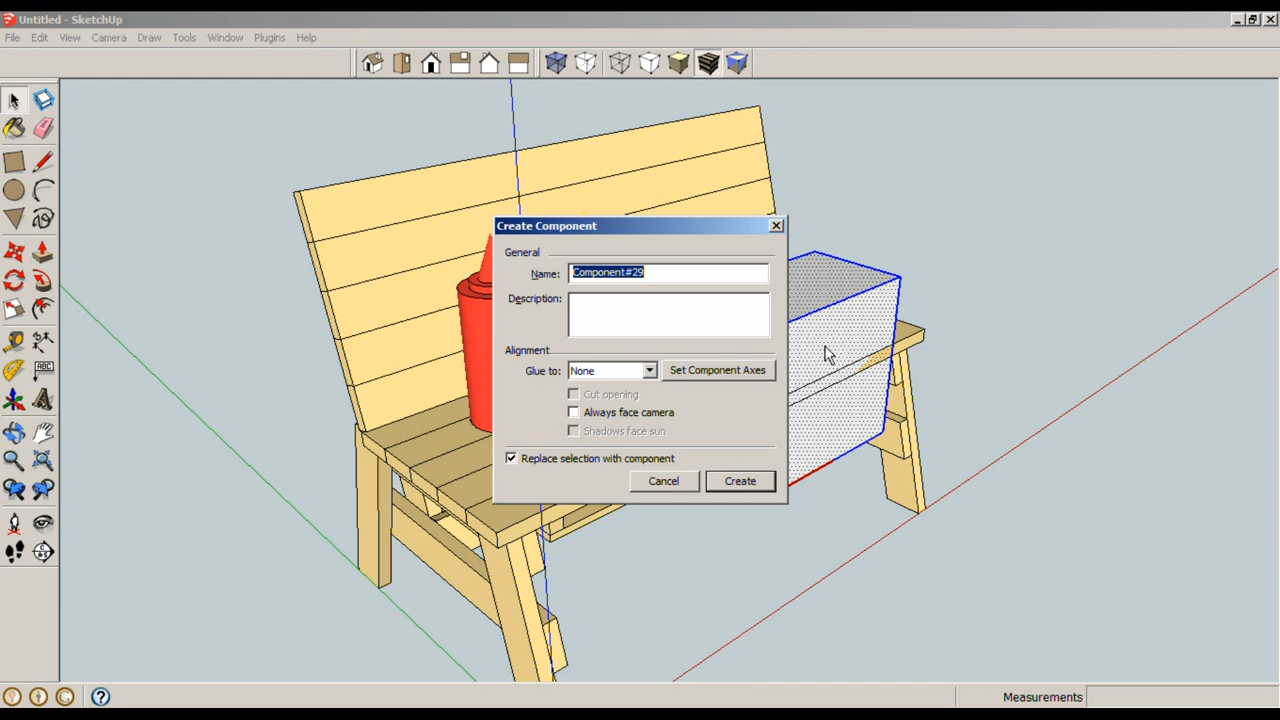 Untitled - SketchUp
File Edit View Camera Draw Tools Window Plugins Help
Create Component
General
Name: Component#29
Description:
Alignment
Glue to: None Set Component Axes
Cut opening
Always face camera
Shadows face sun
Replace selection with component
Cancel Create
Measurements